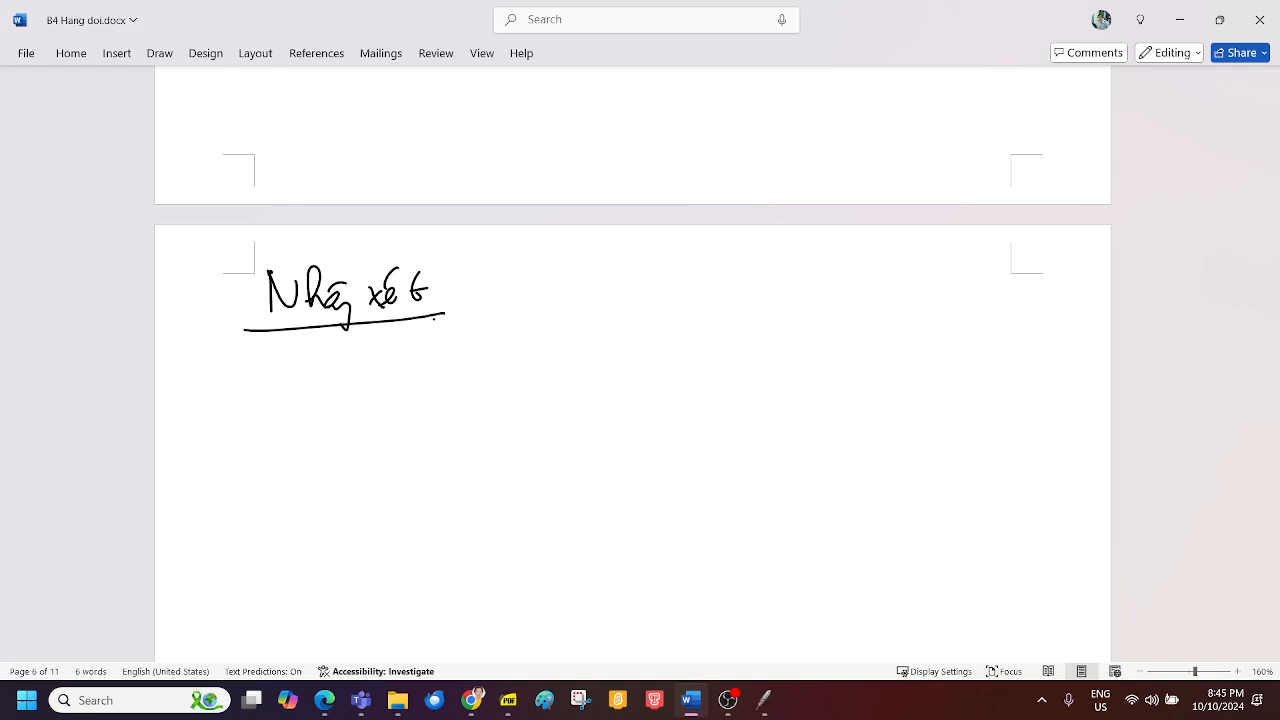 B4 Hang doi.docx
Search
File Home Insert Draw Design Layout References Mailings Review View Help
Comments Editing Share
Nhận xét
Page 6 of 11 6 words English (United States) Text Predictions: On Accessibility: Investigate
Display Settings Focus 160%
Search
PDF
ENG
US
8:45 PM
10/10/2024